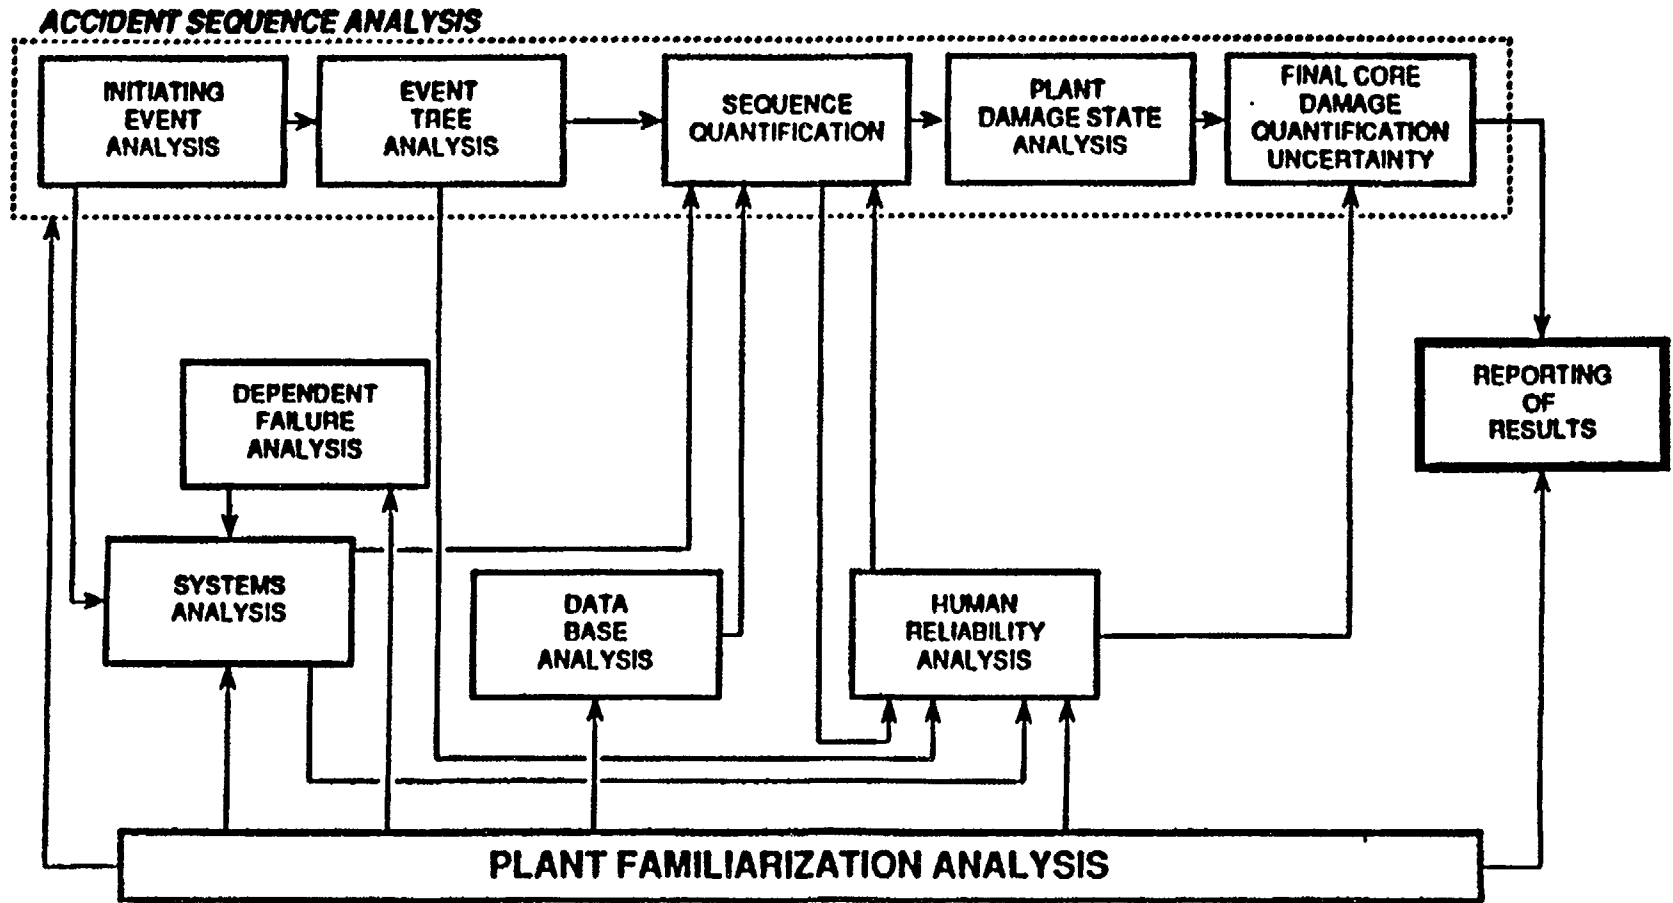 ACCIDENT SEQUENCE ANALYSIS
INITIATING
EVENT
ANALYSIS
EVENT
TREE
ANALYSIS
SEQUENCE
QUANTIFICATION
PLANT
DAMAGE STATE
ANALYSIS
FINAL CORE
DAMAGE
QUANTIFICATION
UNCERTAINTY
DEPENDENT
FAILURE
ANALYSIS
REPORTING
OF
RESULTS
SYSTEMS
ANALYSIS
DATA
BASE
ANALYSIS
HUMAN
RELIABILITY
ANALYSIS
PLANT FAMILIARIZATION ANALYSIS